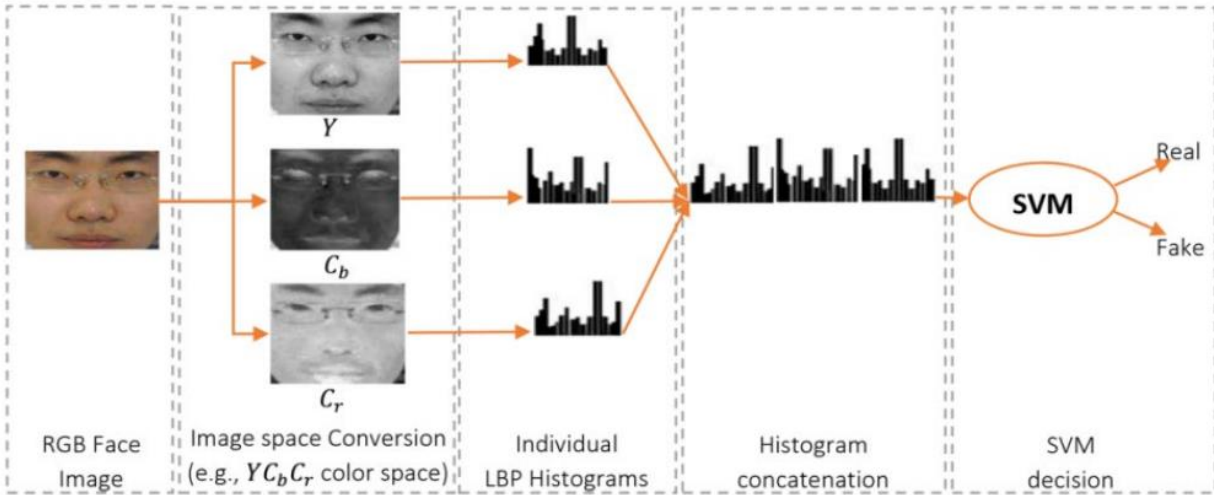 Y
C_b
C_r
SVM
Real
Fake
RGB Face
Image
Image space Conversion
(e.g., YC_bC_r color space)
Individual
LBP Histograms
Histogram
concatenation
SVM
decision